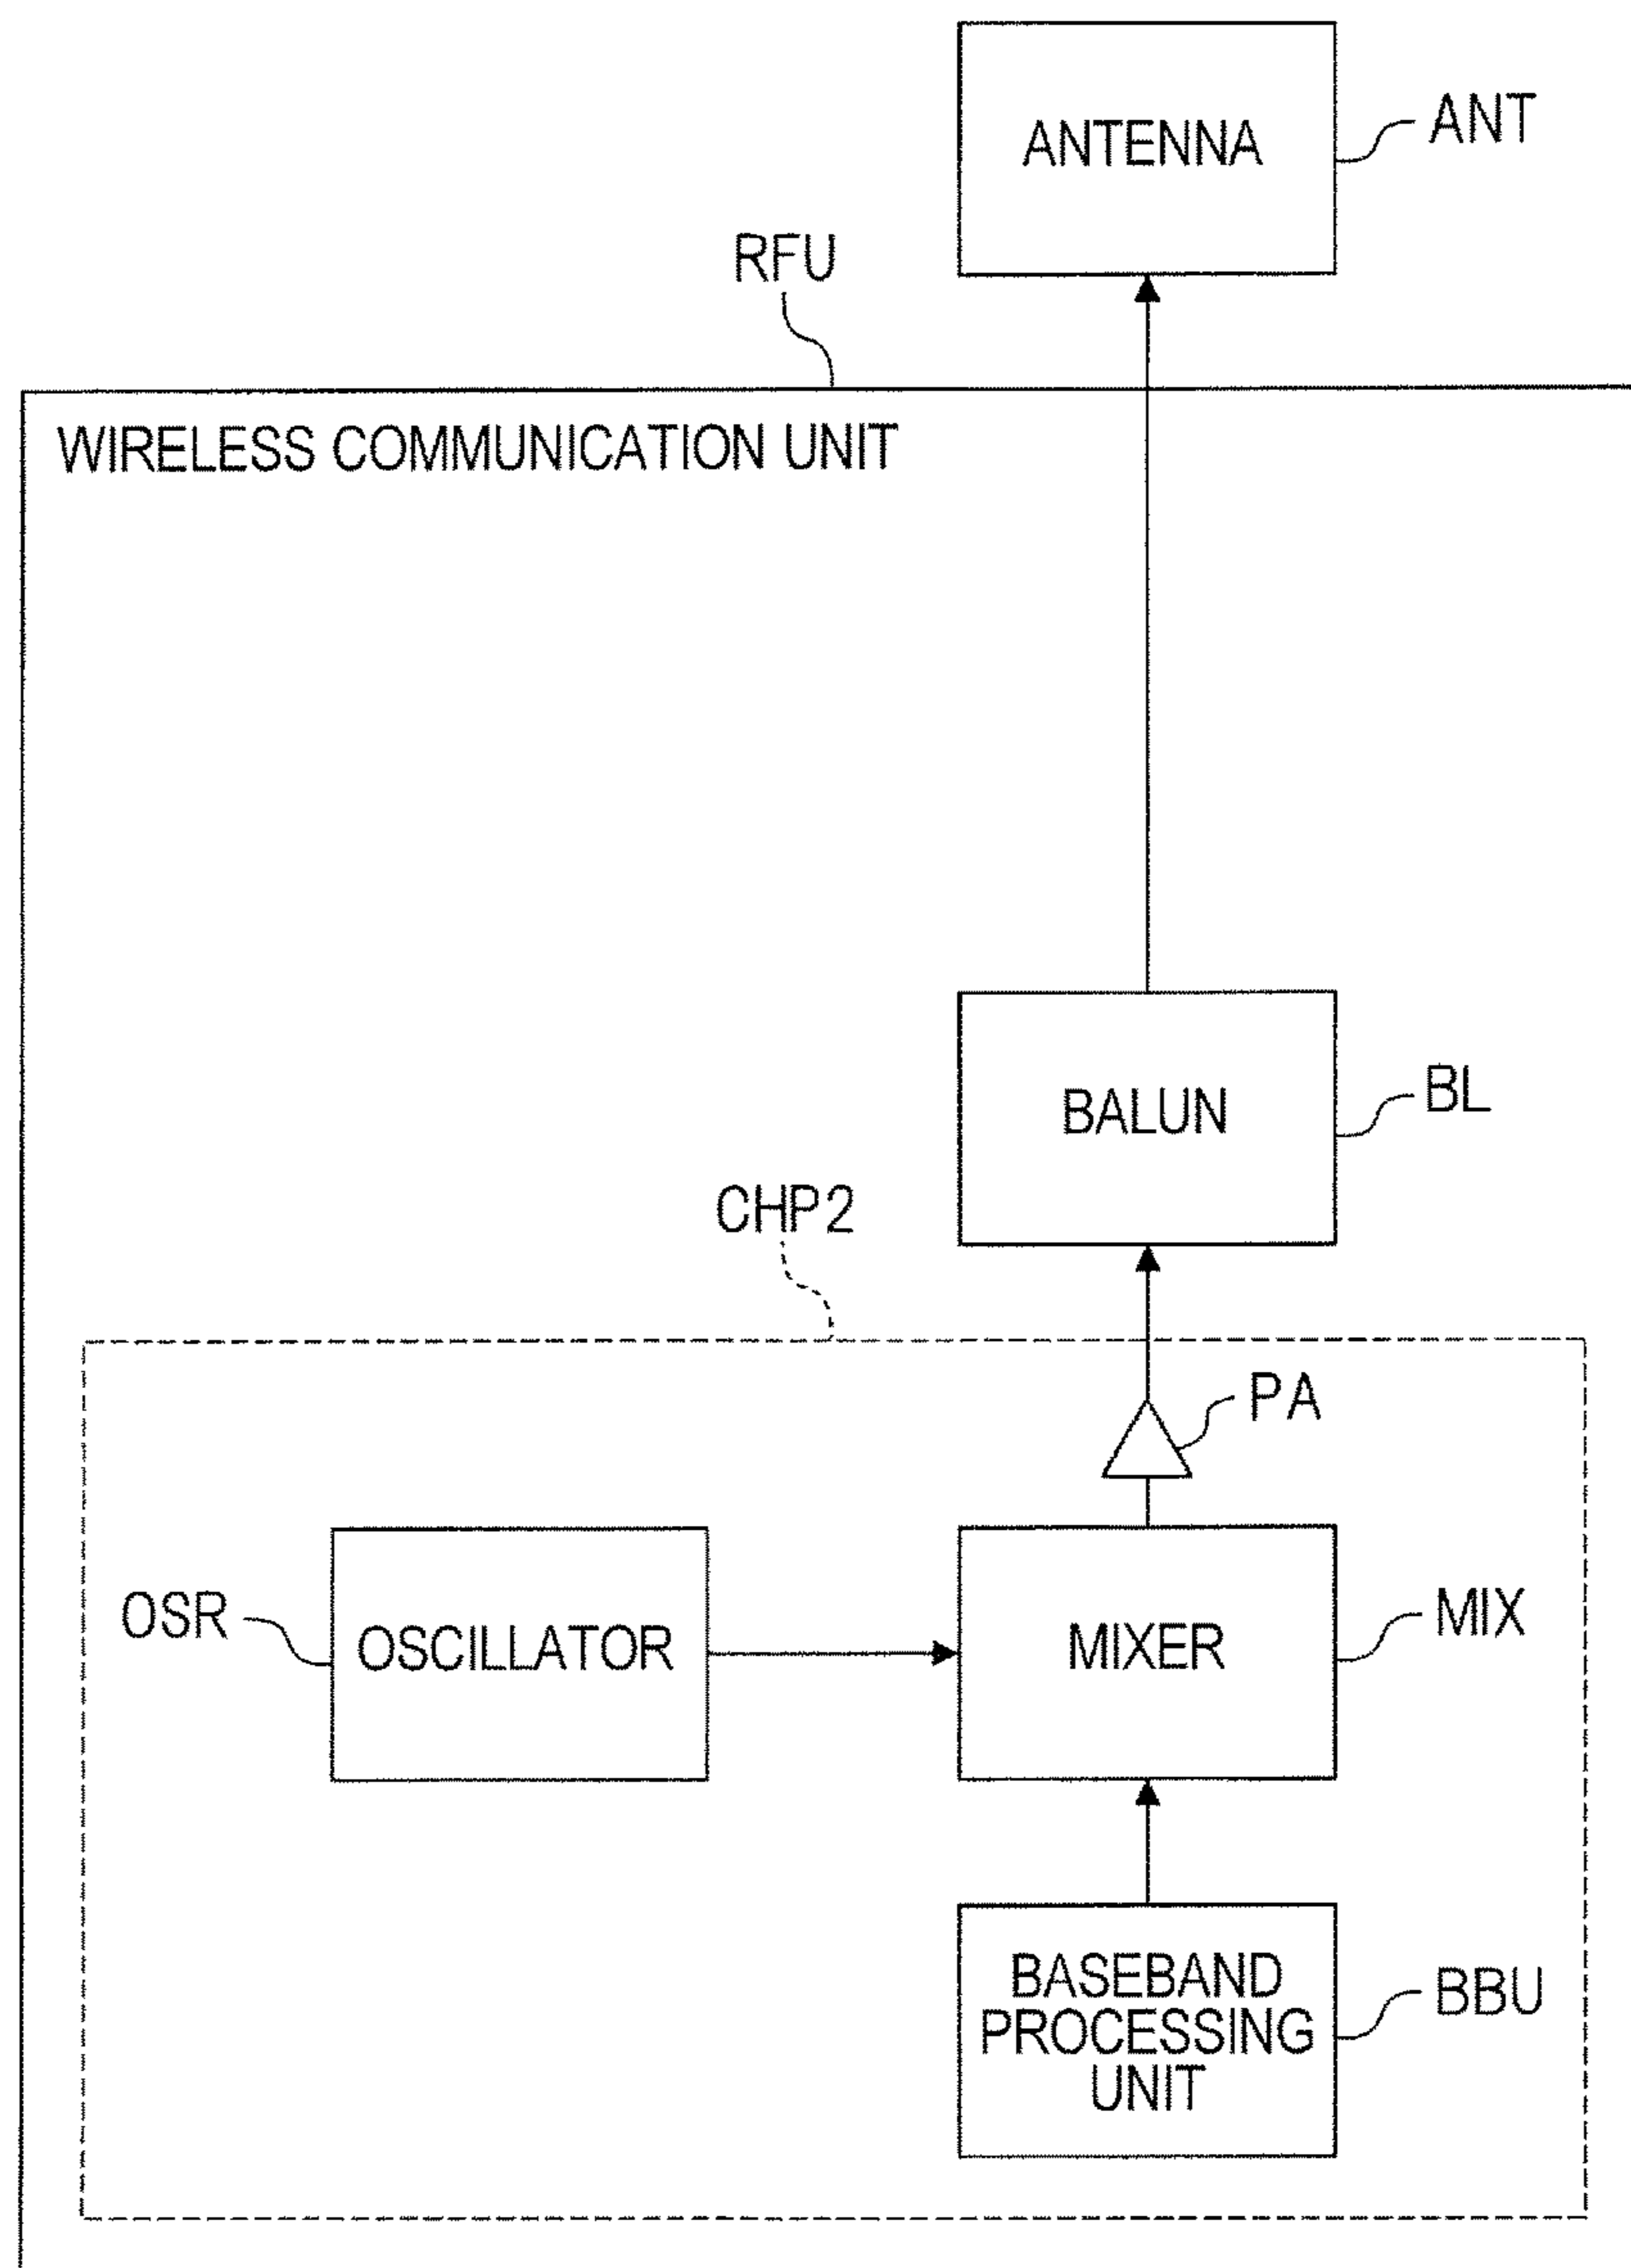 ANTENNA
ANT
RFU
WIRELESS COMMUNICATION UNIT
BALUN
BL
CHP2
PA
OSR
OSCILLATOR
MIXER
MIX
BASEBAND
PROCESSING
UNIT
BBU